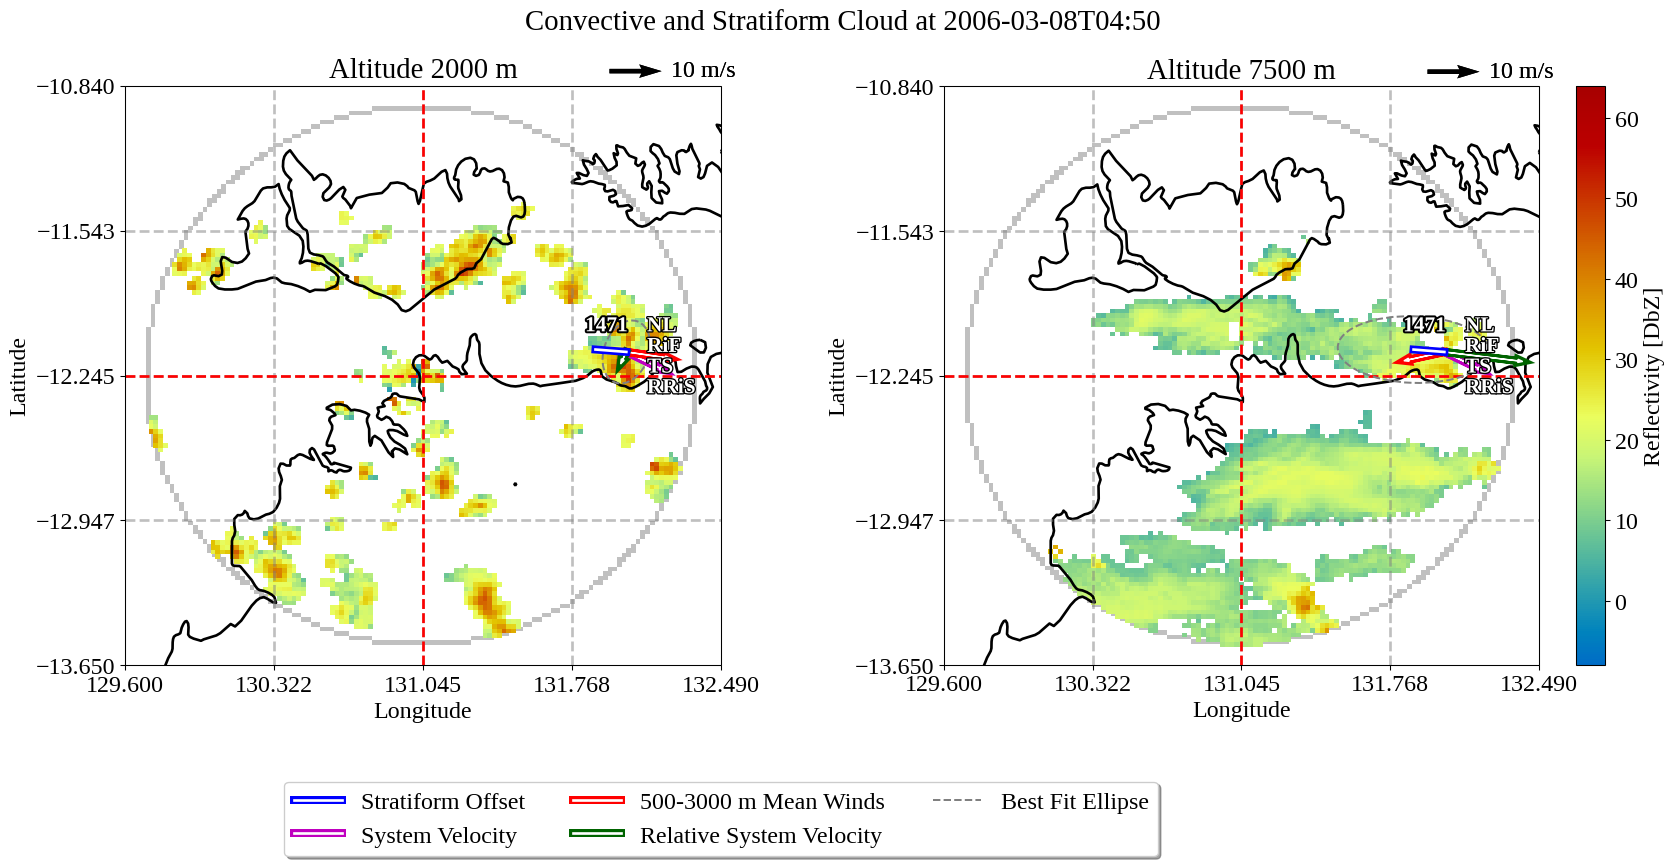 Convective and Stratiform Cloud at 2006-03-08T04:50
Altitude 2000 m
10 m/s
−10.840
−11.543
−12.245
−12.947
−13.650
129.600
130.322
131.045
131.768
132.490
Latitude
Longitude
1471
NL
RiF
TS
RRiS
Altitude 7500 m
10 m/s
−10.840
−11.543
−12.245
−12.947
−13.650
129.600
130.322
131.045
131.768
132.490
Latitude
Longitude
1471
NL
RiF
TS
RRiS
60
50
40
30
20
10
0
Reflectivity [DbZ]
Stratiform Offset
System Velocity
500-3000 m Mean Winds
Relative System Velocity
Best Fit Ellipse